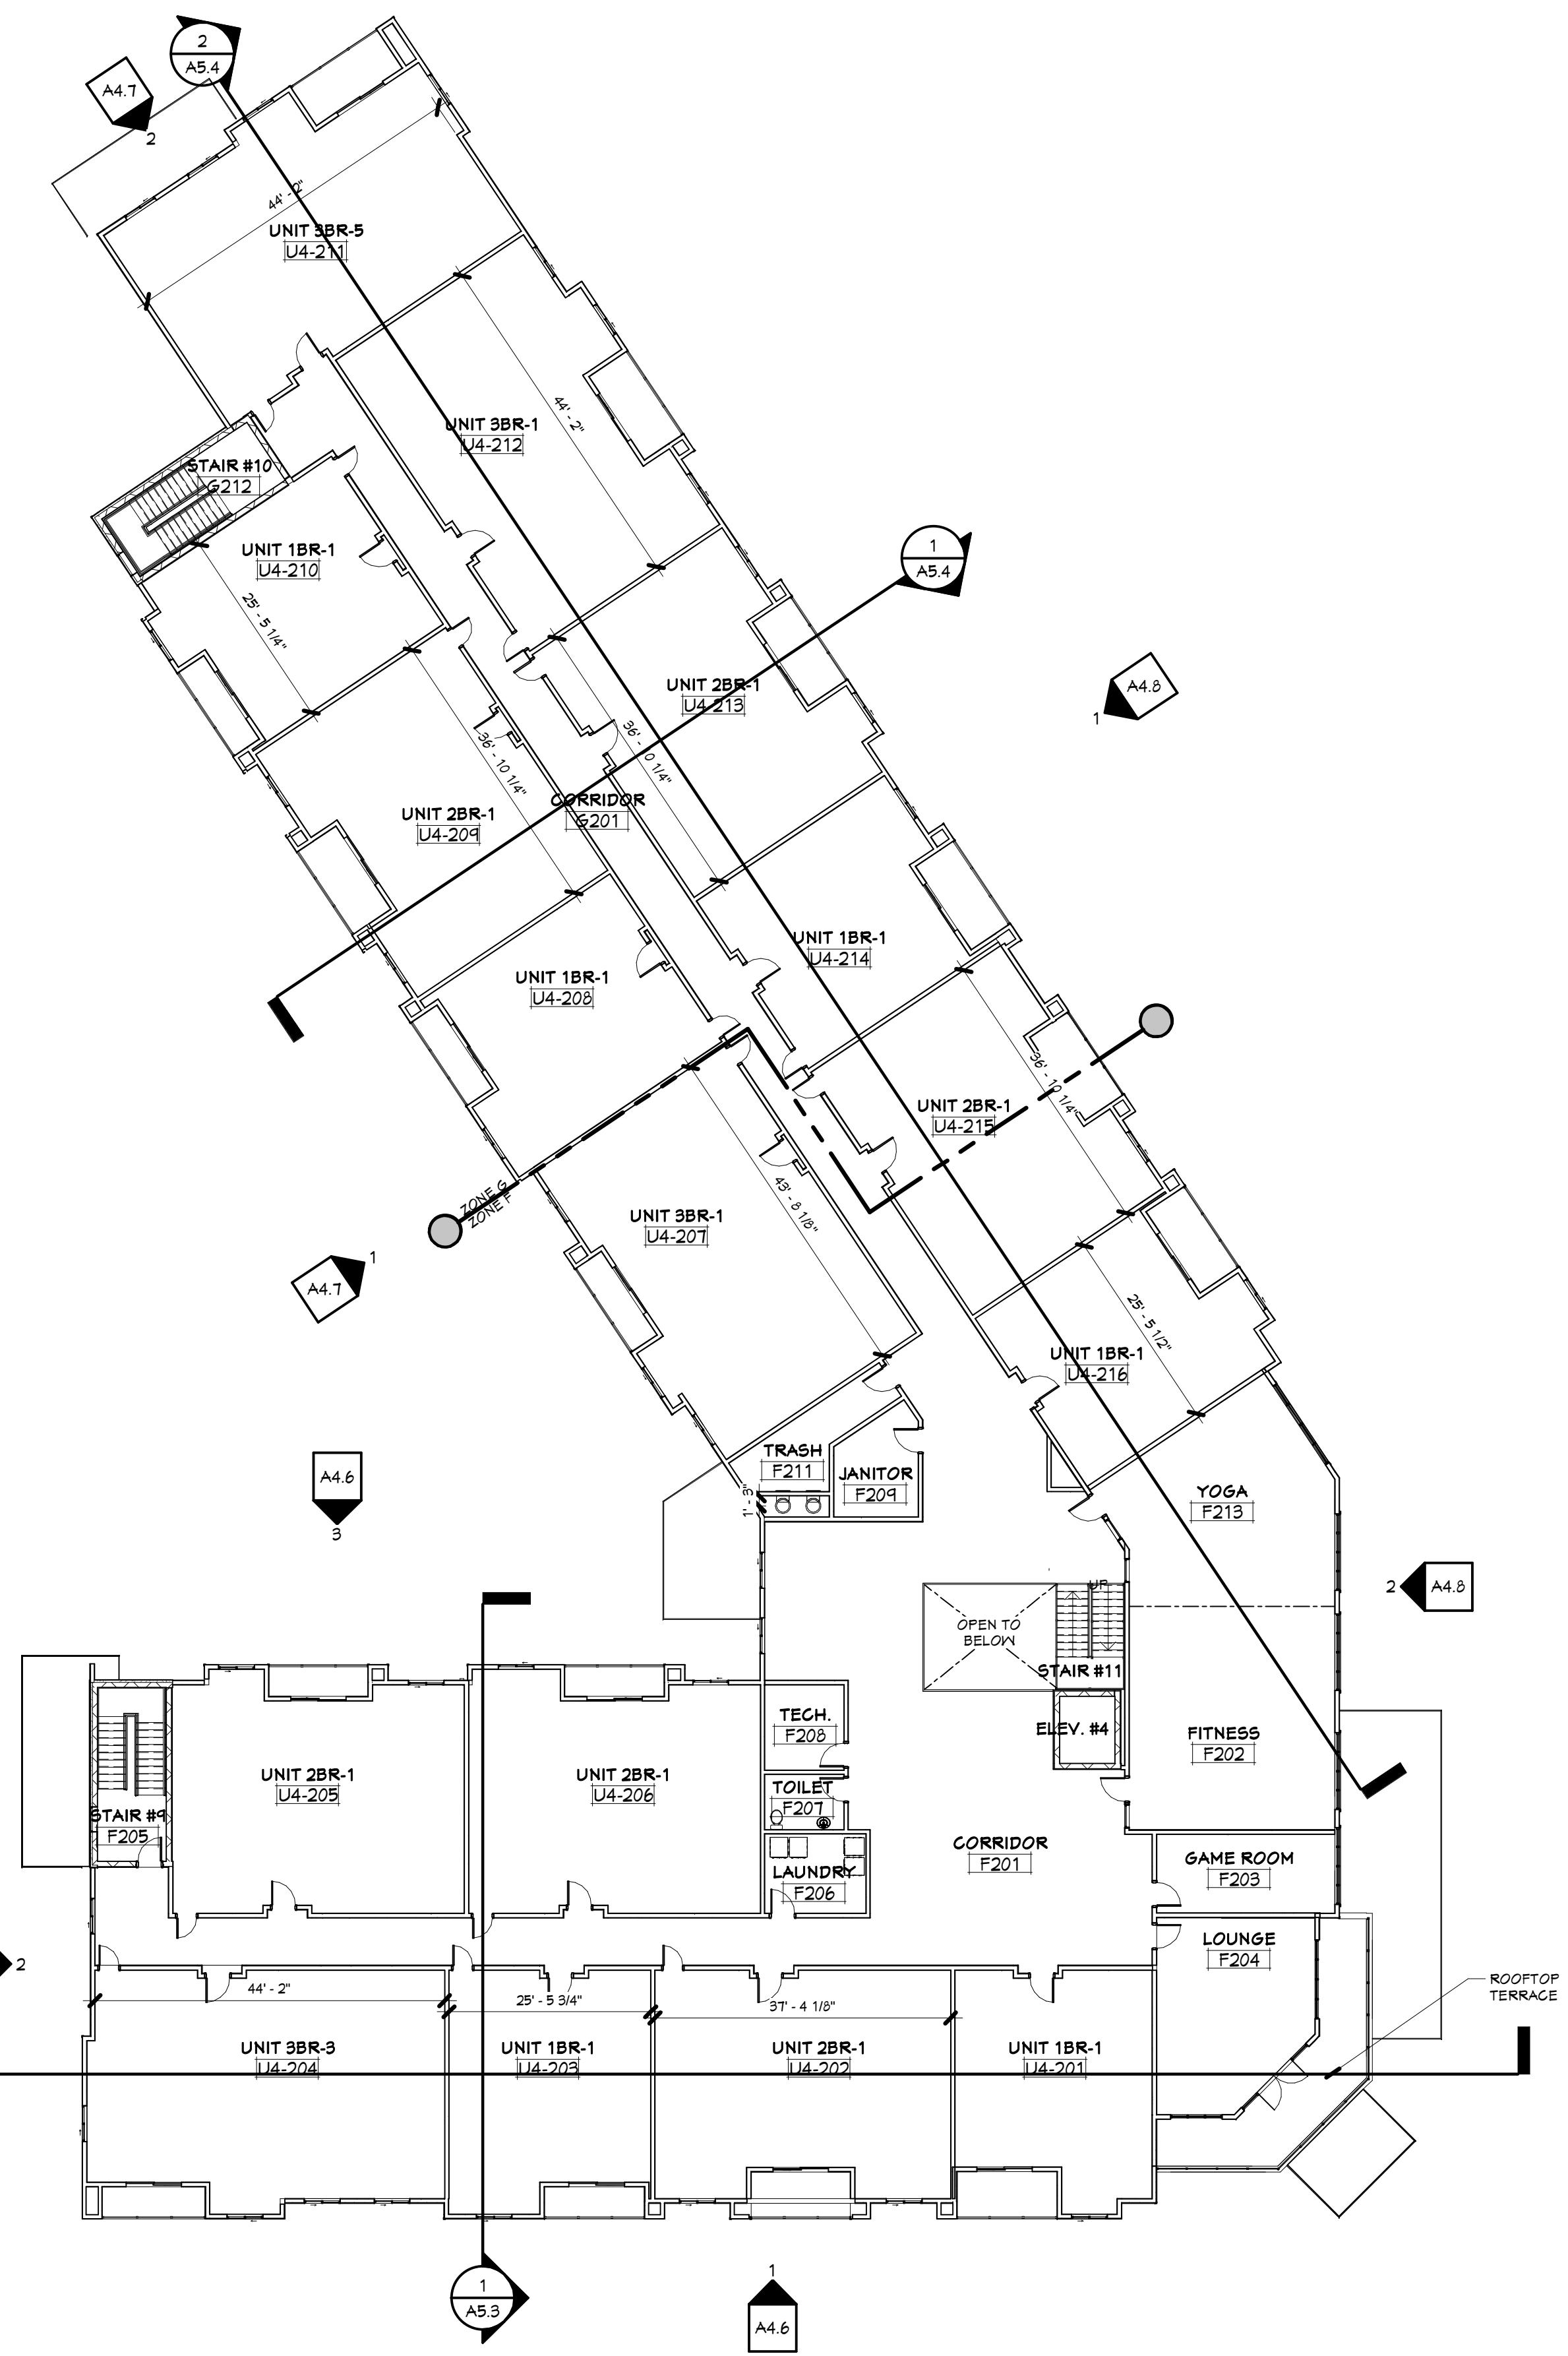 2
A5.4
A4.7
2
44' - 2"
UNIT 3BR-5
U4-211
UNIT 3BR-1
U4-212
44' - 2"
STAIR #10
G212
UNIT 1BR-1
U4-210
25' - 5 1/4"
1
A5.4
A4.8
1
UNIT 2BR-1
U4-213
36' - 10 1/4"
36' - 10 1/4"
CORRIDOR
G201
UNIT 2BR-1
U4-209
UNIT 1BR-1
U4-214
UNIT 1BR-1
U4-208
36' - 10 1/4"
UNIT 2BR-1
U4-215
ZONE G
ZONE F
43' - 8 1/8"
UNIT 3BR-1
U4-207
A4.7
1
25' - 5 1/2"
UNIT 1BR-1
U4-216
TRASH
F211
JANITOR
F209
1' - 3"
A4.6
3
YOGA
F213
2
A4.8
UP
OPEN TO
BELOW
STAIR #11
ELEV. #4
TECH.
F208
FITNESS
F202
UNIT 2BR-1
U4-205
UNIT 2BR-1
U4-206
TOILET
F207
STAIR #9
F205
CORRIDOR
F201
LAUNDRY
F206
GAME ROOM
F203
LOUNGE
F204
2
ROOFTOP
TERRACE
44' - 2"
25' - 5 3/4"
37' - 4 1/8"
UNIT 3BR-3
U4-204
UNIT 1BR-1
U4-203
UNIT 2BR-1
U4-202
UNIT 1BR-1
U4-201
1
A5.3
1
A4.6